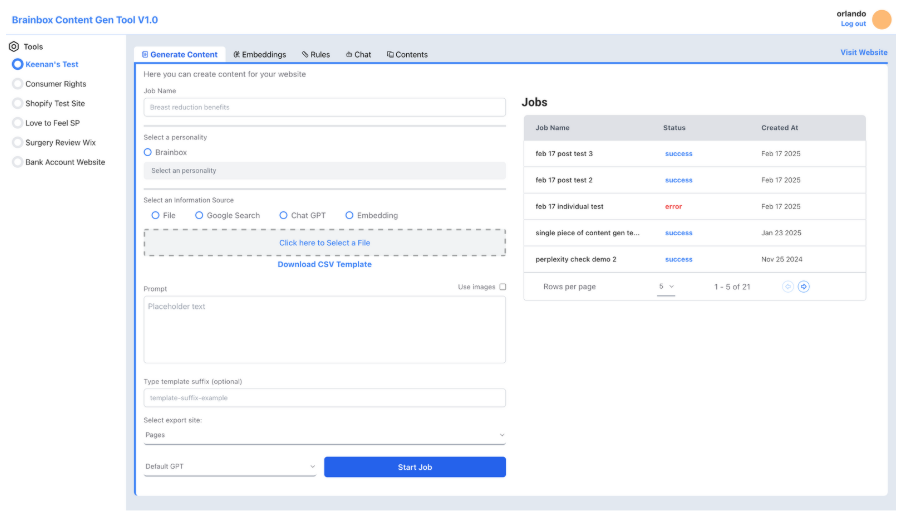 Brainbox Content Gen Tool V1.0
orlando
Log out
Tools
Keenan's Test
Consumer Rights
Shopify Test Site
Love to Feel SP
Surgery Review Wix
Bank Account Website
Generate Content
Embeddings
Rules
Chat
Contents
Visit Website
Here you can create content for your website
Job Name
Breast reduction benefits
Select a personality
Brainbox
Select an personality
Select an Information Source
File Google Search Chat GPT Embedding
Click here to Select a File
Download CSV Template
Prompt
Use images
Placeholder text
Type template suffix (optional)
template-suffix-example
Select export site:
Pages
Default GPT
Start Job
Jobs
Job Name Status Created At
feb 17 post test 3 success Feb 17 2025
feb 17 post test 2 success Feb 17 2025
feb 17 individual test error Feb 17 2025
single piece of content gen te... success Jan 23 2025
perplexity check demo 2 success Nov 25 2024
Rows per page 5 1 - 5 of 21